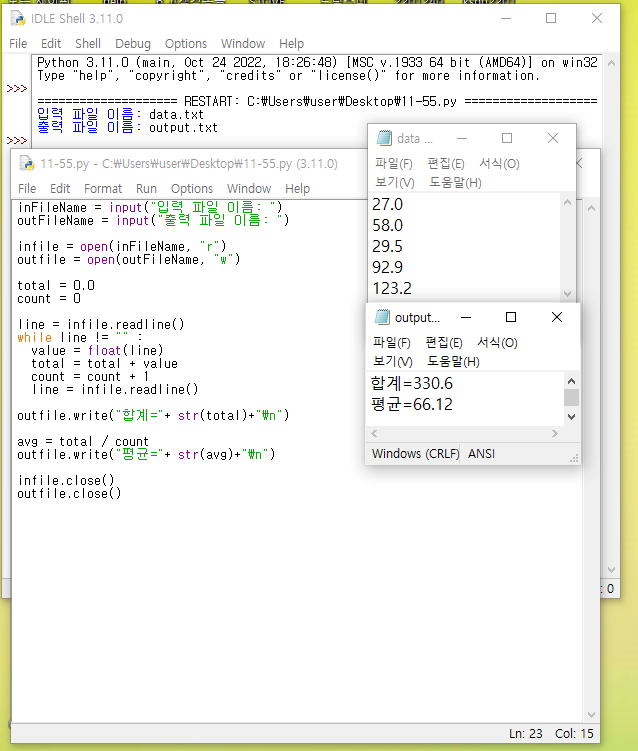 IDLE Shell 3.11.0
File Edit Shell Debug Options Window Help
Python 3.11.0 (main, Oct 24 2022, 18:26:48) [MSC v.1933 64 bit (AMD64)] on win32
Type "help", "copyright", "credits" or "license()" for more information.
>>>
==================== RESTART: C:₩Users₩user₩Desktop₩11-55.py ===================
입력 파일 이름: data.txt
출력 파일 이름: output.txt
>>>
11-55.py - C:₩Users₩user₩Desktop₩11-55.py (3.11.0)
File Edit Format Run Options Window Help
inFileName = input("입력 파일 이름: ")
outFileName = input("출력 파일 이름: ")
infile = open(inFileName, "r")
outfile = open(outFileName, "w")
total = 0.0
count = 0
line = infile.readline()
while line != "" :
value = float(line)
total = total + value
count = count + 1
line = infile.readline()
outfile.write("합계="+ str(total)+"₩n")
avg = total / count
outfile.write("평균="+ str(avg)+"₩n")
infile.close()
outfile.close()
Ln: 23 Col: 15
data ...
파일(F) 편집(E) 서식(O)
보기(V) 도움말(H)
27.0
58.0
29.5
92.9
123.2
output...
파일(F) 편집(E) 서식(O)
보기(V) 도움말(H)
합계=330.6
평균=66.12
Windows (CRLF) ANSI
: 0